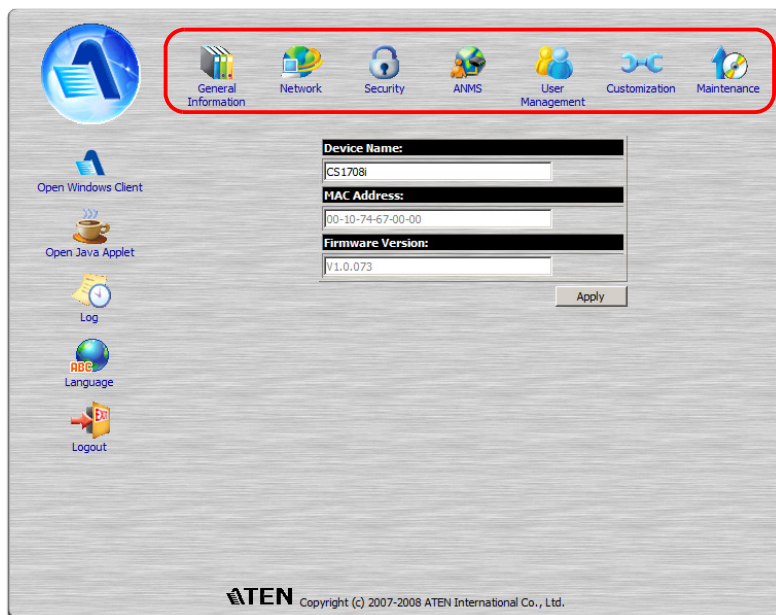 General
Information
Network
Security
ANMS
User
Management
Customization
Maintenance
Open Windows Client
Open Java Applet
Log
ABC
Language
EXIT
Logout
Device Name:
CS1708i
MAC Address:
00-10-74-67-00-00
Firmware Version:
V1.0.073
Apply
ATEN Copyright (c) 2007-2008 ATEN International Co., Ltd.